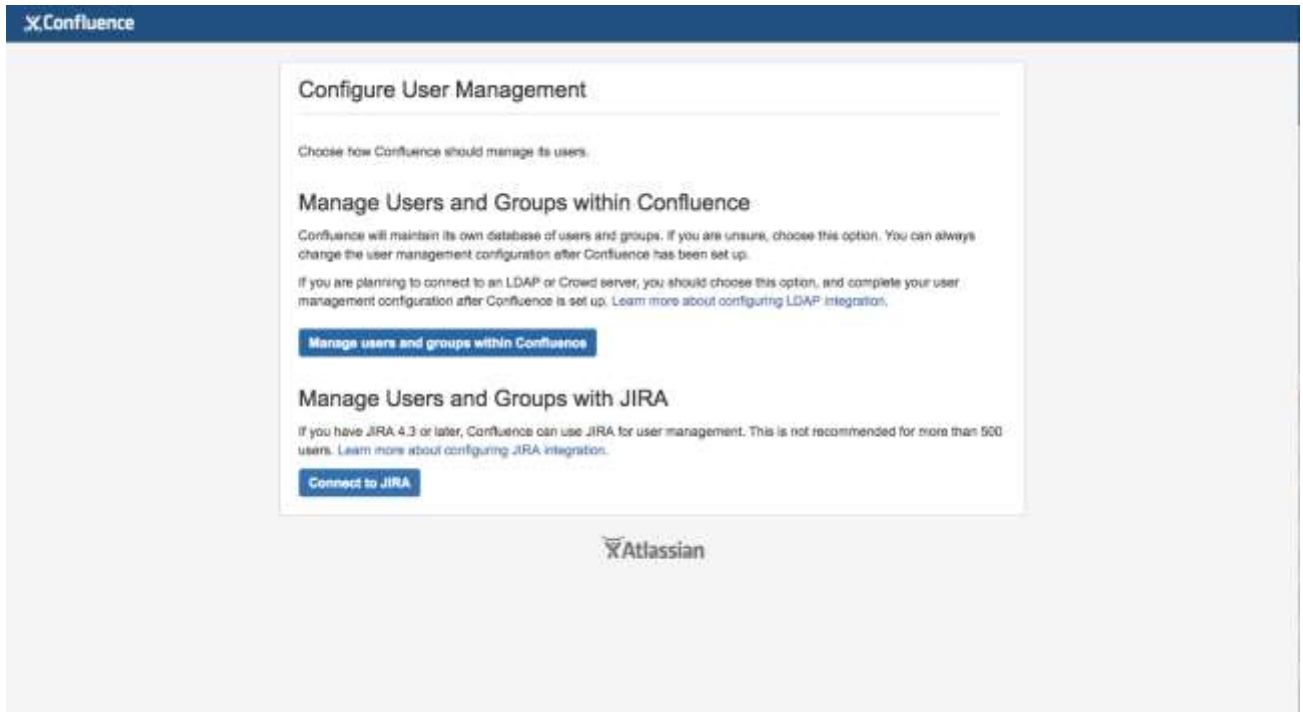 Confluence
Configure User Management
Choose how Confluence should manage its users.
Manage Users and Groups within Confluence
Confluence will maintain its own database of users and groups. If you are unsure, choose this option. You can always
change the user management configuration after Confluence has been set up.
If you are planning to connect to an LDAP or Crowd server, you should choose this option, and complete your user
management configuration after Confluence is set up. Learn more about configuring LDAP integration.
Manage users and groups within Confluence
Manage Users and Groups with JIRA
If you have JIRA 4.3 or later, Confluence can use JIRA for user management. This is not recommended for more than 500
users. Learn more about configuring JIRA integration.
Connect to JIRA
Atlassian